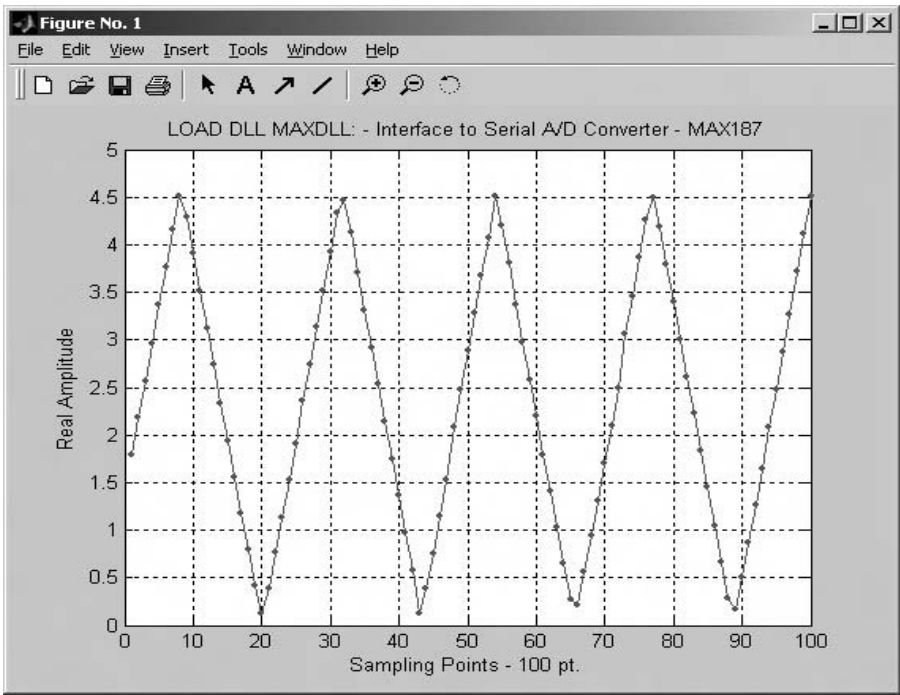 Figure No. 1
File Edit View Insert Tools Window Help
A
LOAD DLL MAXDLL: - Interface to Serial A/D Converter - MAX187
5
4.5
4
3.5
3
2.5
2
1.5
1
0.5
0
Real Amplitude
0 10 20 30 40 50 60 70 80 90 100
Sampling Points - 100 pt.